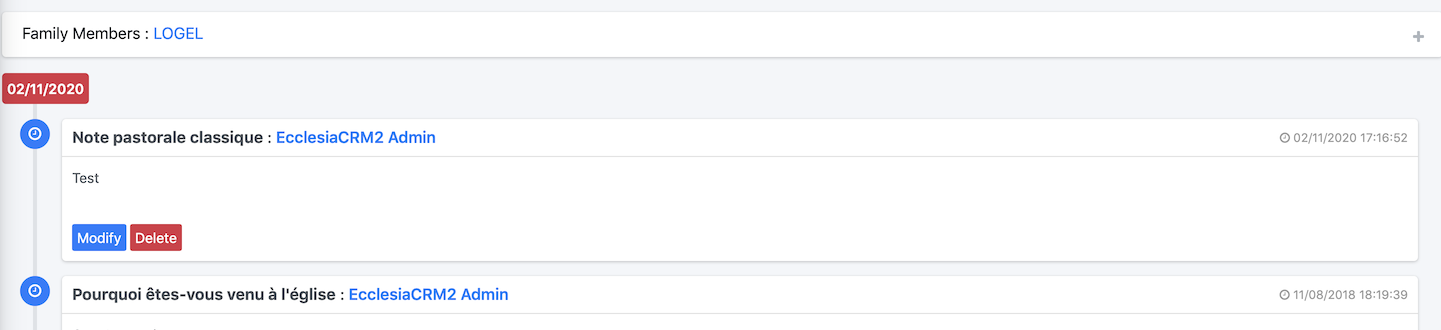 Family Members : LOGEL
02/11/2020
Note pastorale classique : EcclesiaCRM2 Admin 02/11/2020 17:16:52
Test
Modify Delete
Pourquoi êtes-vous venu à l'église : EcclesiaCRM2 Admin 11/08/2018 18:19:39